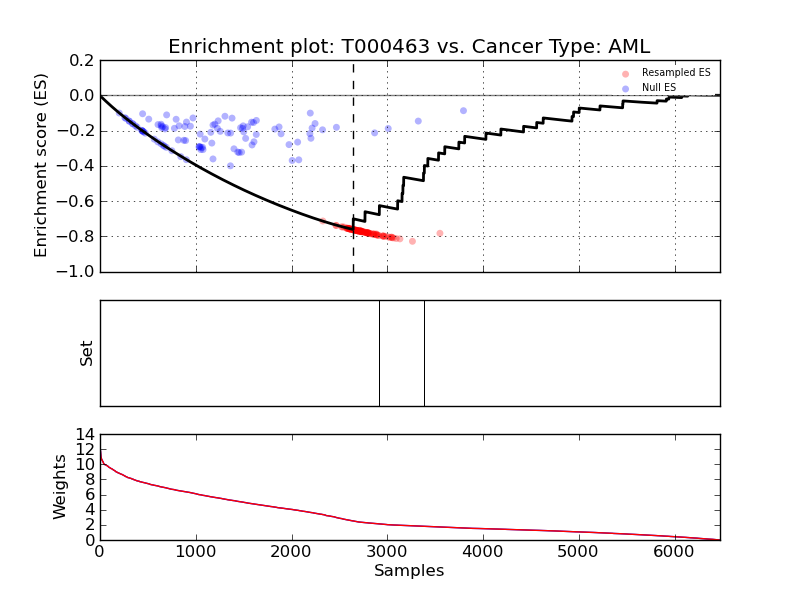 Enrichment plot: T000463 vs. Cancer Type: AML
0.2
0.0
−0.2
−0.4
−0.6
−0.8
−1.0
Enrichment score (ES)
Resampled ES
Null ES
Set
14
12
10
8
6
4
2
0
Weights
0 1000 2000 3000 4000 5000 6000
Samples